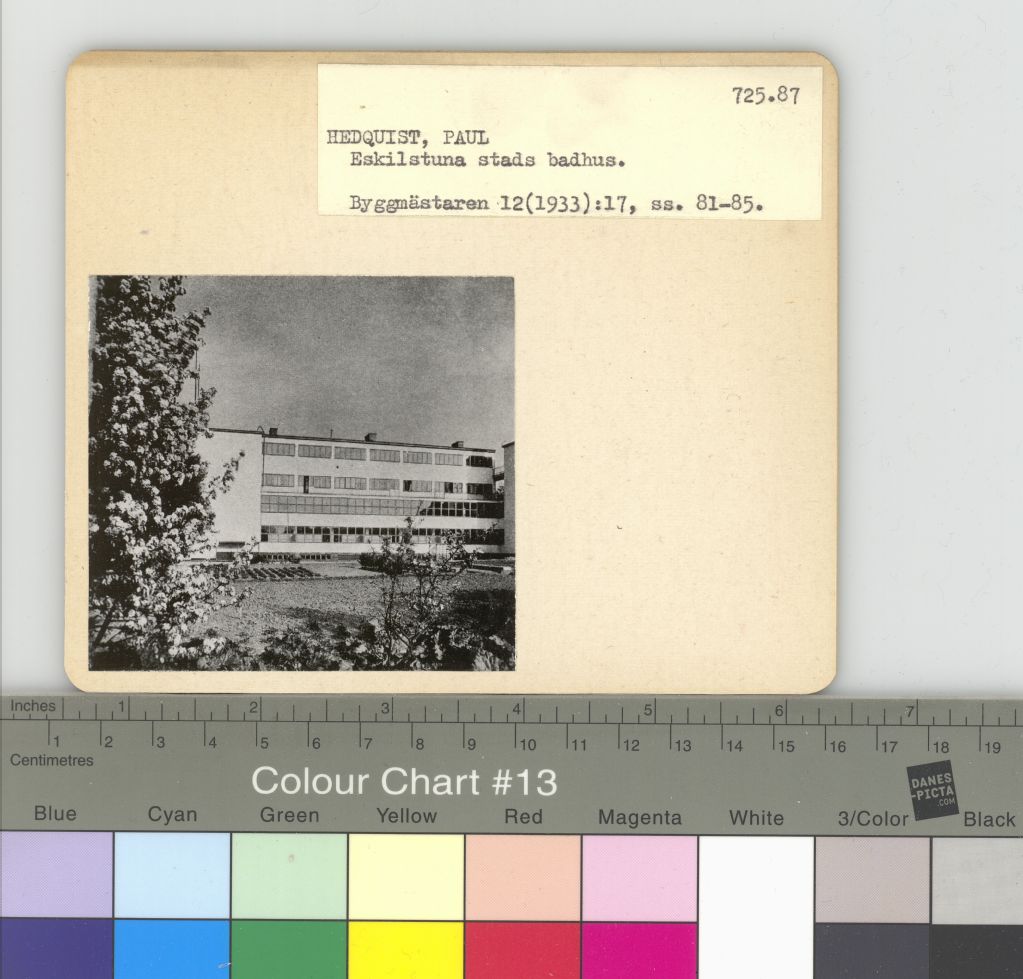 725.87
HEDQUIST, PAUL
Eskilstuna stads badhus.
Byggmästaren 12(1933):17, ss. 81-85.
Inches 1 2 3 4 5 6 7
1 2 3 4 5 6 7 8 9 10 11 12 13 14 15 16 17 18 19
Centimetres
Colour Chart #13
DANES
-PICTA
.COM
Blue Cyan Green Yellow Red Magenta White 3/Color Black